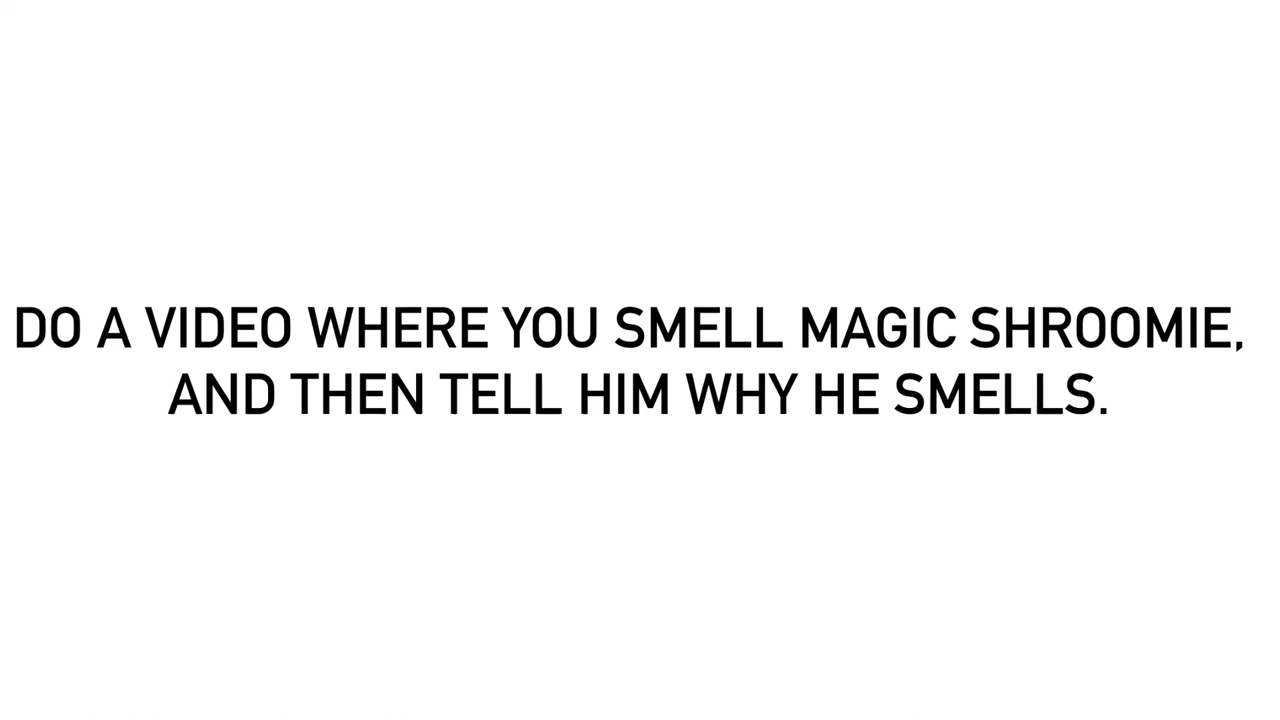 DO A VIDEO WHERE YOU SMELL MAGIC SHROOMIE,
AND THEN TELL HIM WHY HE SMELLS.